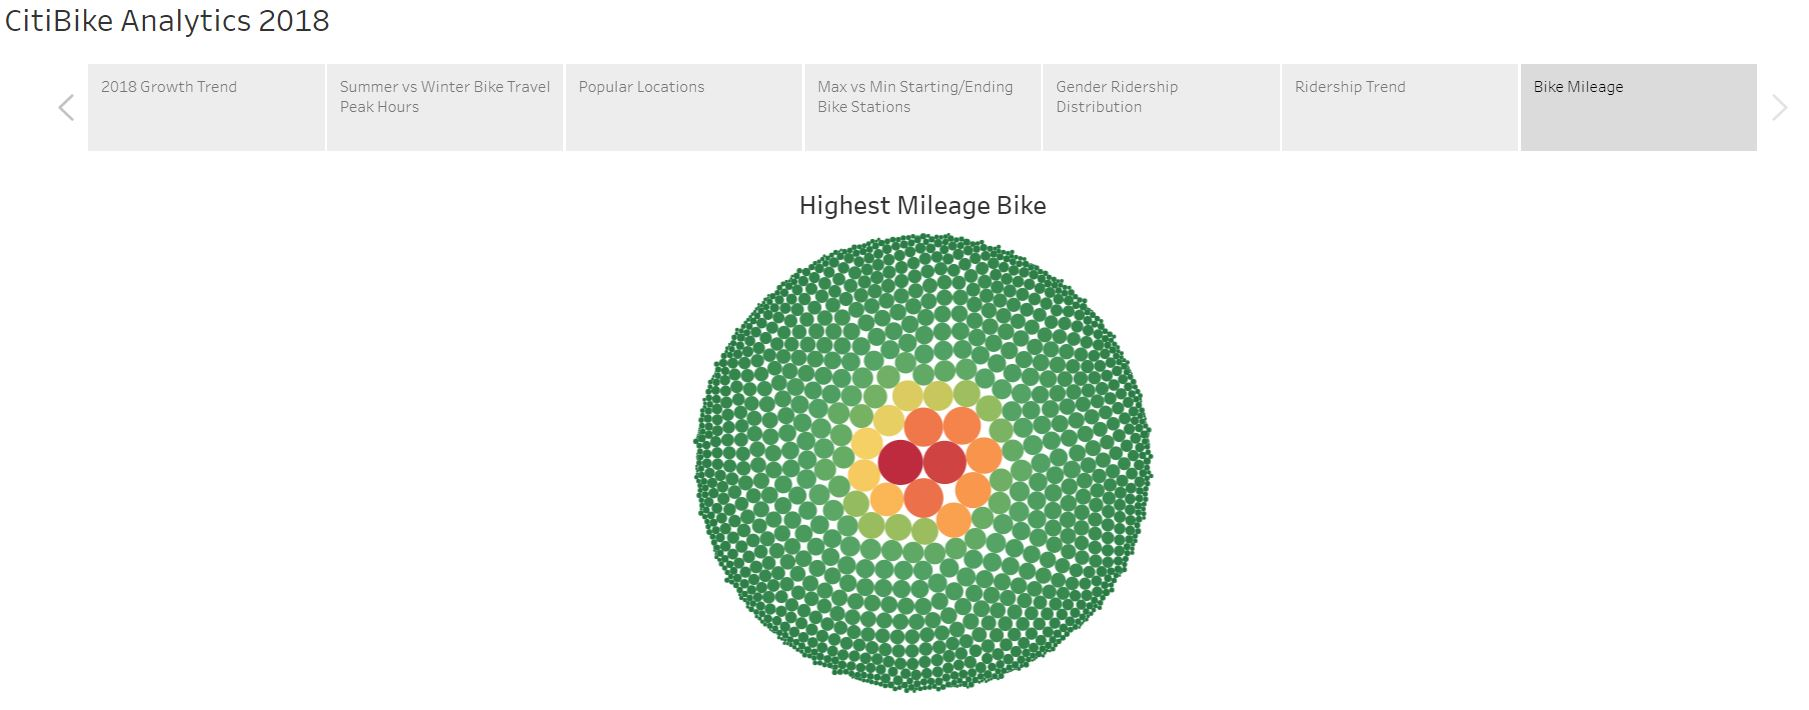 CitiBike Analytics 2018
2018 Growth Trend
Summer vs Winter Bike Travel
Peak Hours
Popular Locations
Max vs Min Starting/Ending
Bike Stations
Gender Ridership
Distribution
Ridership Trend
Bike Mileage
Highest Mileage Bike